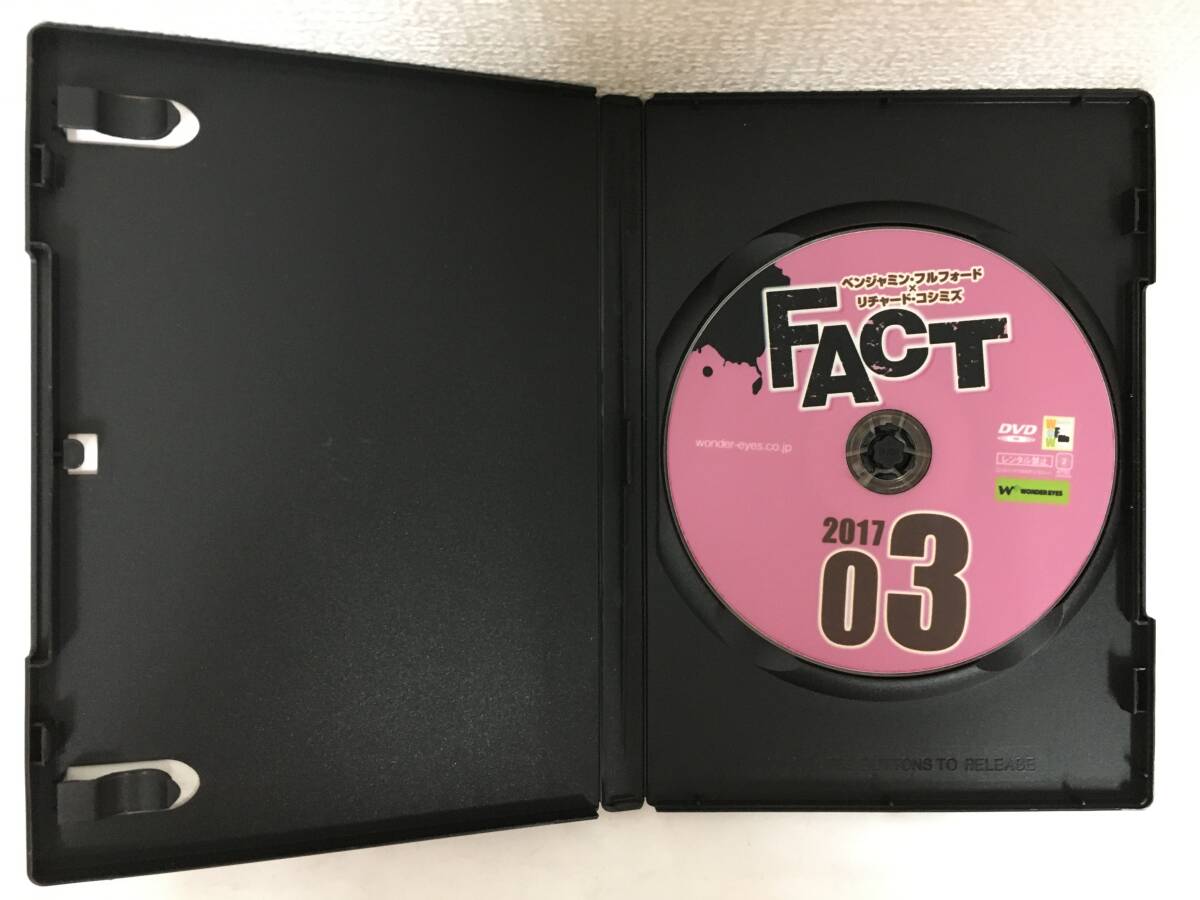 ベンジャミン・フルフォード
×
リチャード・コシミズ
FACT
wonder-eyes.co.jp
DVD
レンタル禁止
2
W WONDER EYES
2017
03
BUTTONS TO RELEASE